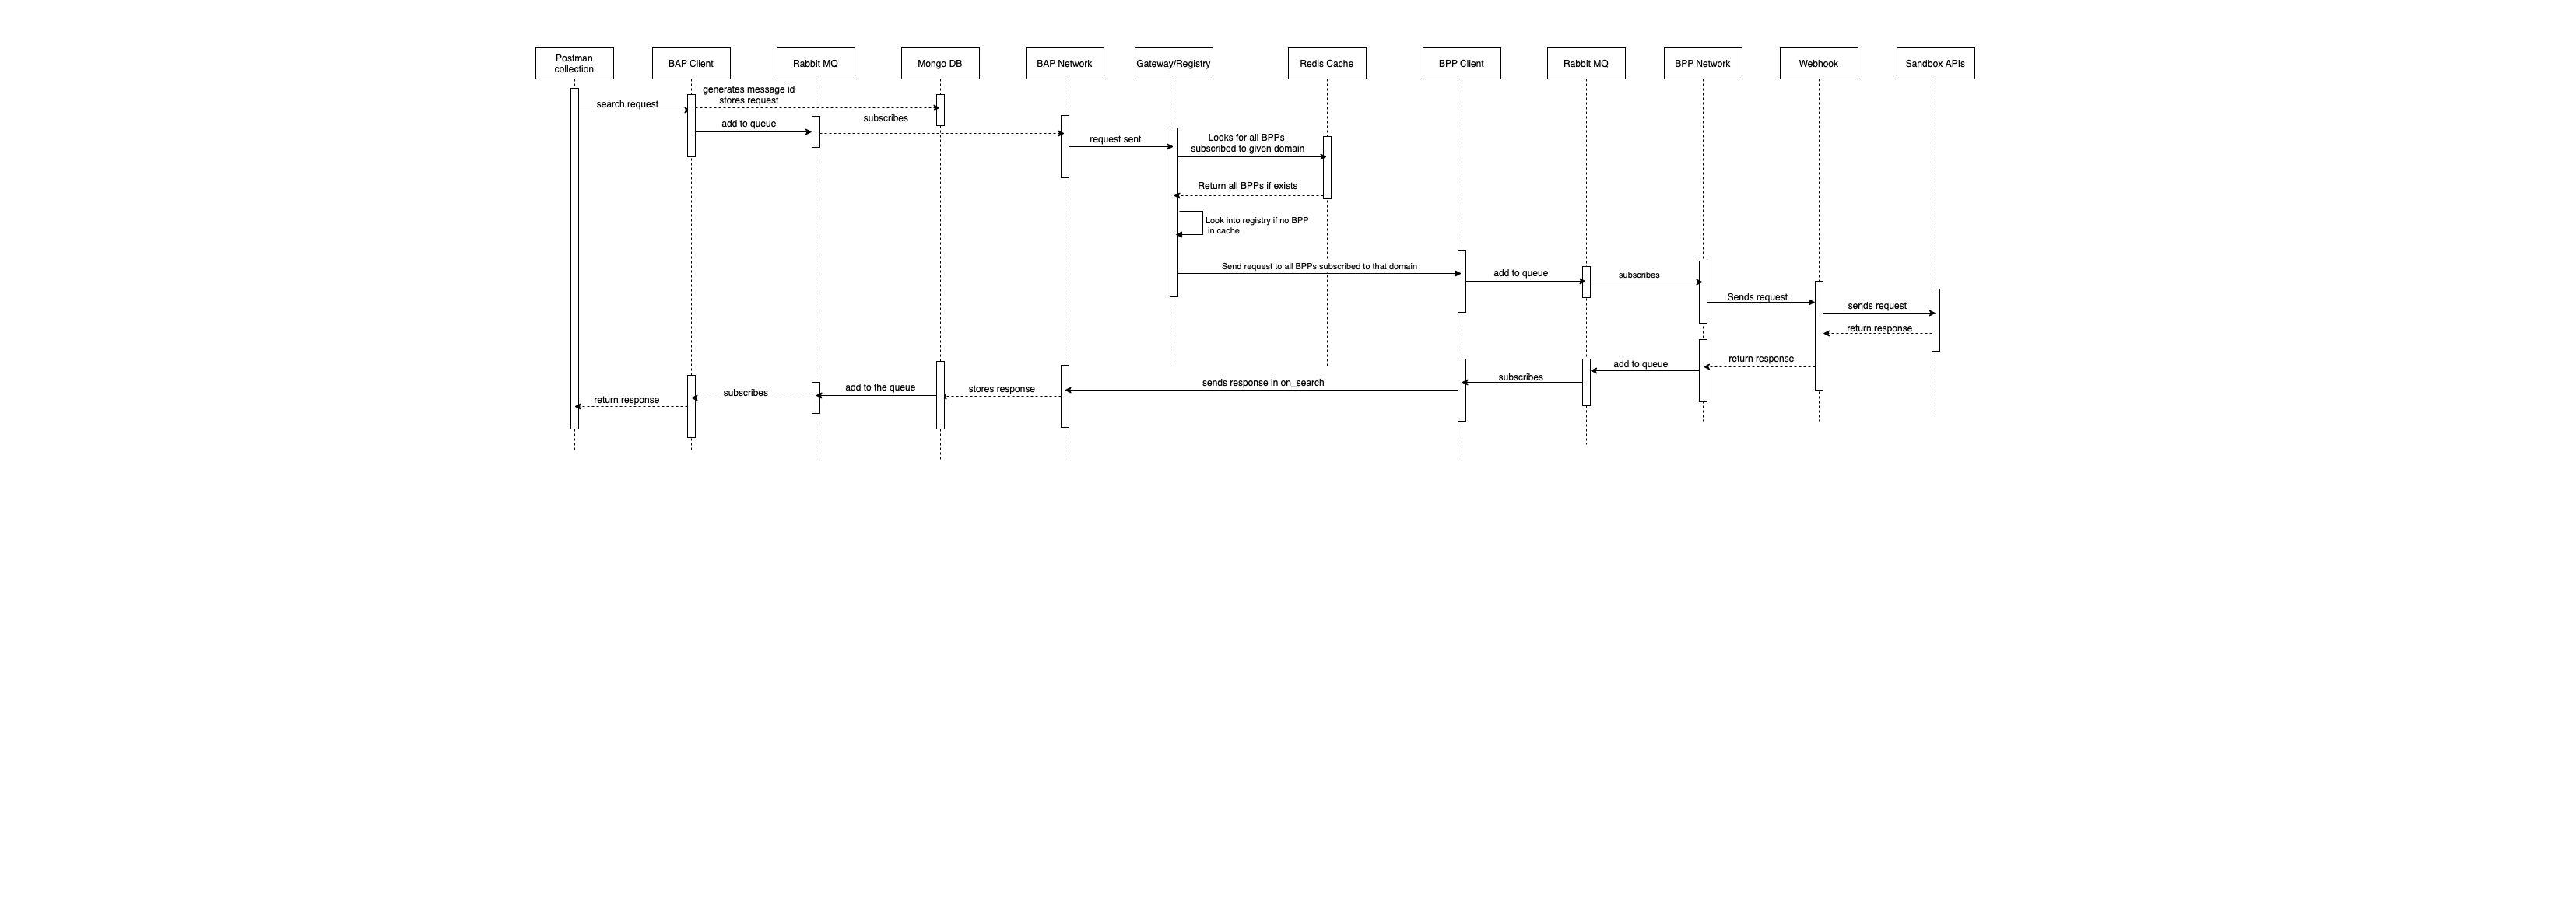 Postman
collection
BAP Client
Rabbit MQ
Mongo DB
BAP Network
Gateway/Registry
Redis Cache
BPP Client
Rabbit MQ
BPP Network
Webhook
Sandbox APIs
generates message id
stores request
search request
add to queue
subscribes
request sent
Looks for all BPPs
subscribed to given domain
Return all BPPs if exists
Look into registry if no BPP
in cache
Send request to all BPPs subscribed to that domain
add to queue
subscribes
Sends request
sends request
return response
return response
add to queue
subscribes
sends response in on_search
stores response
add to the queue
subscribes
return response